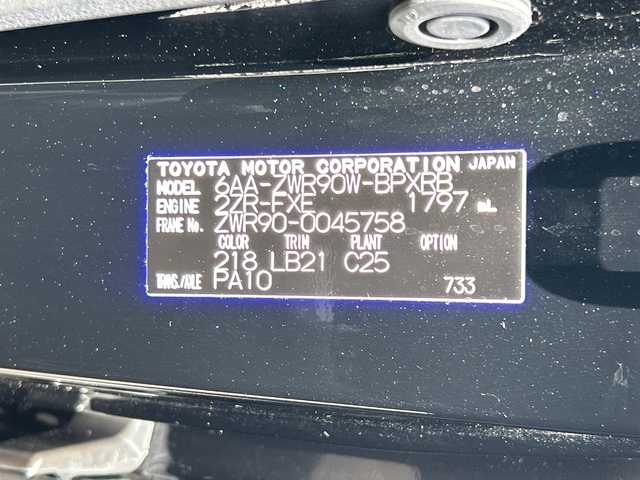 TOYOTA MOTOR CORPORATION JAPAN
MODEL 6AA-ZWR90W-BPXRB
ENGINE 2ZR-FXE 1797 mL
FRAME No. ZWR90-0045758
COLOR TRIM PLANT OPTION
218 LB21 C25
TRANS./AXLE PA10 733